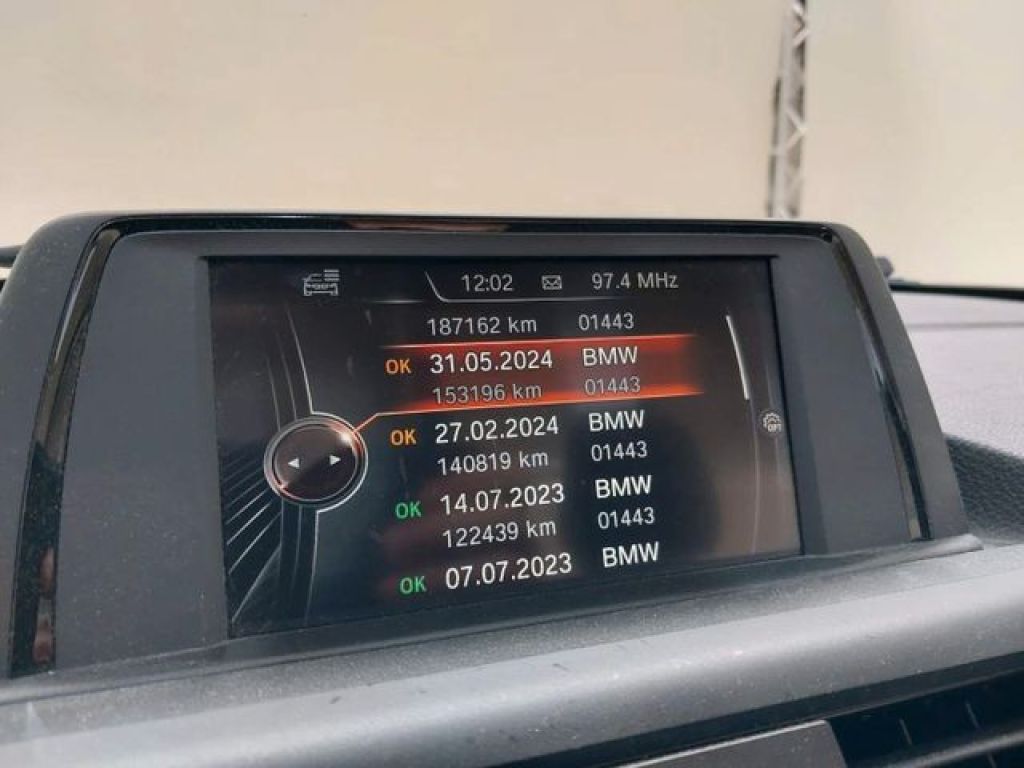 12:02 97.4 MHz
187162 km 01443
OK 31.05.2024 BMW
153196 km 01443
OK 27.02.2024 BMW
140819 km 01443
OK 14.07.2023 BMW
122439 km 01443
OK 07.07.2023 BMW